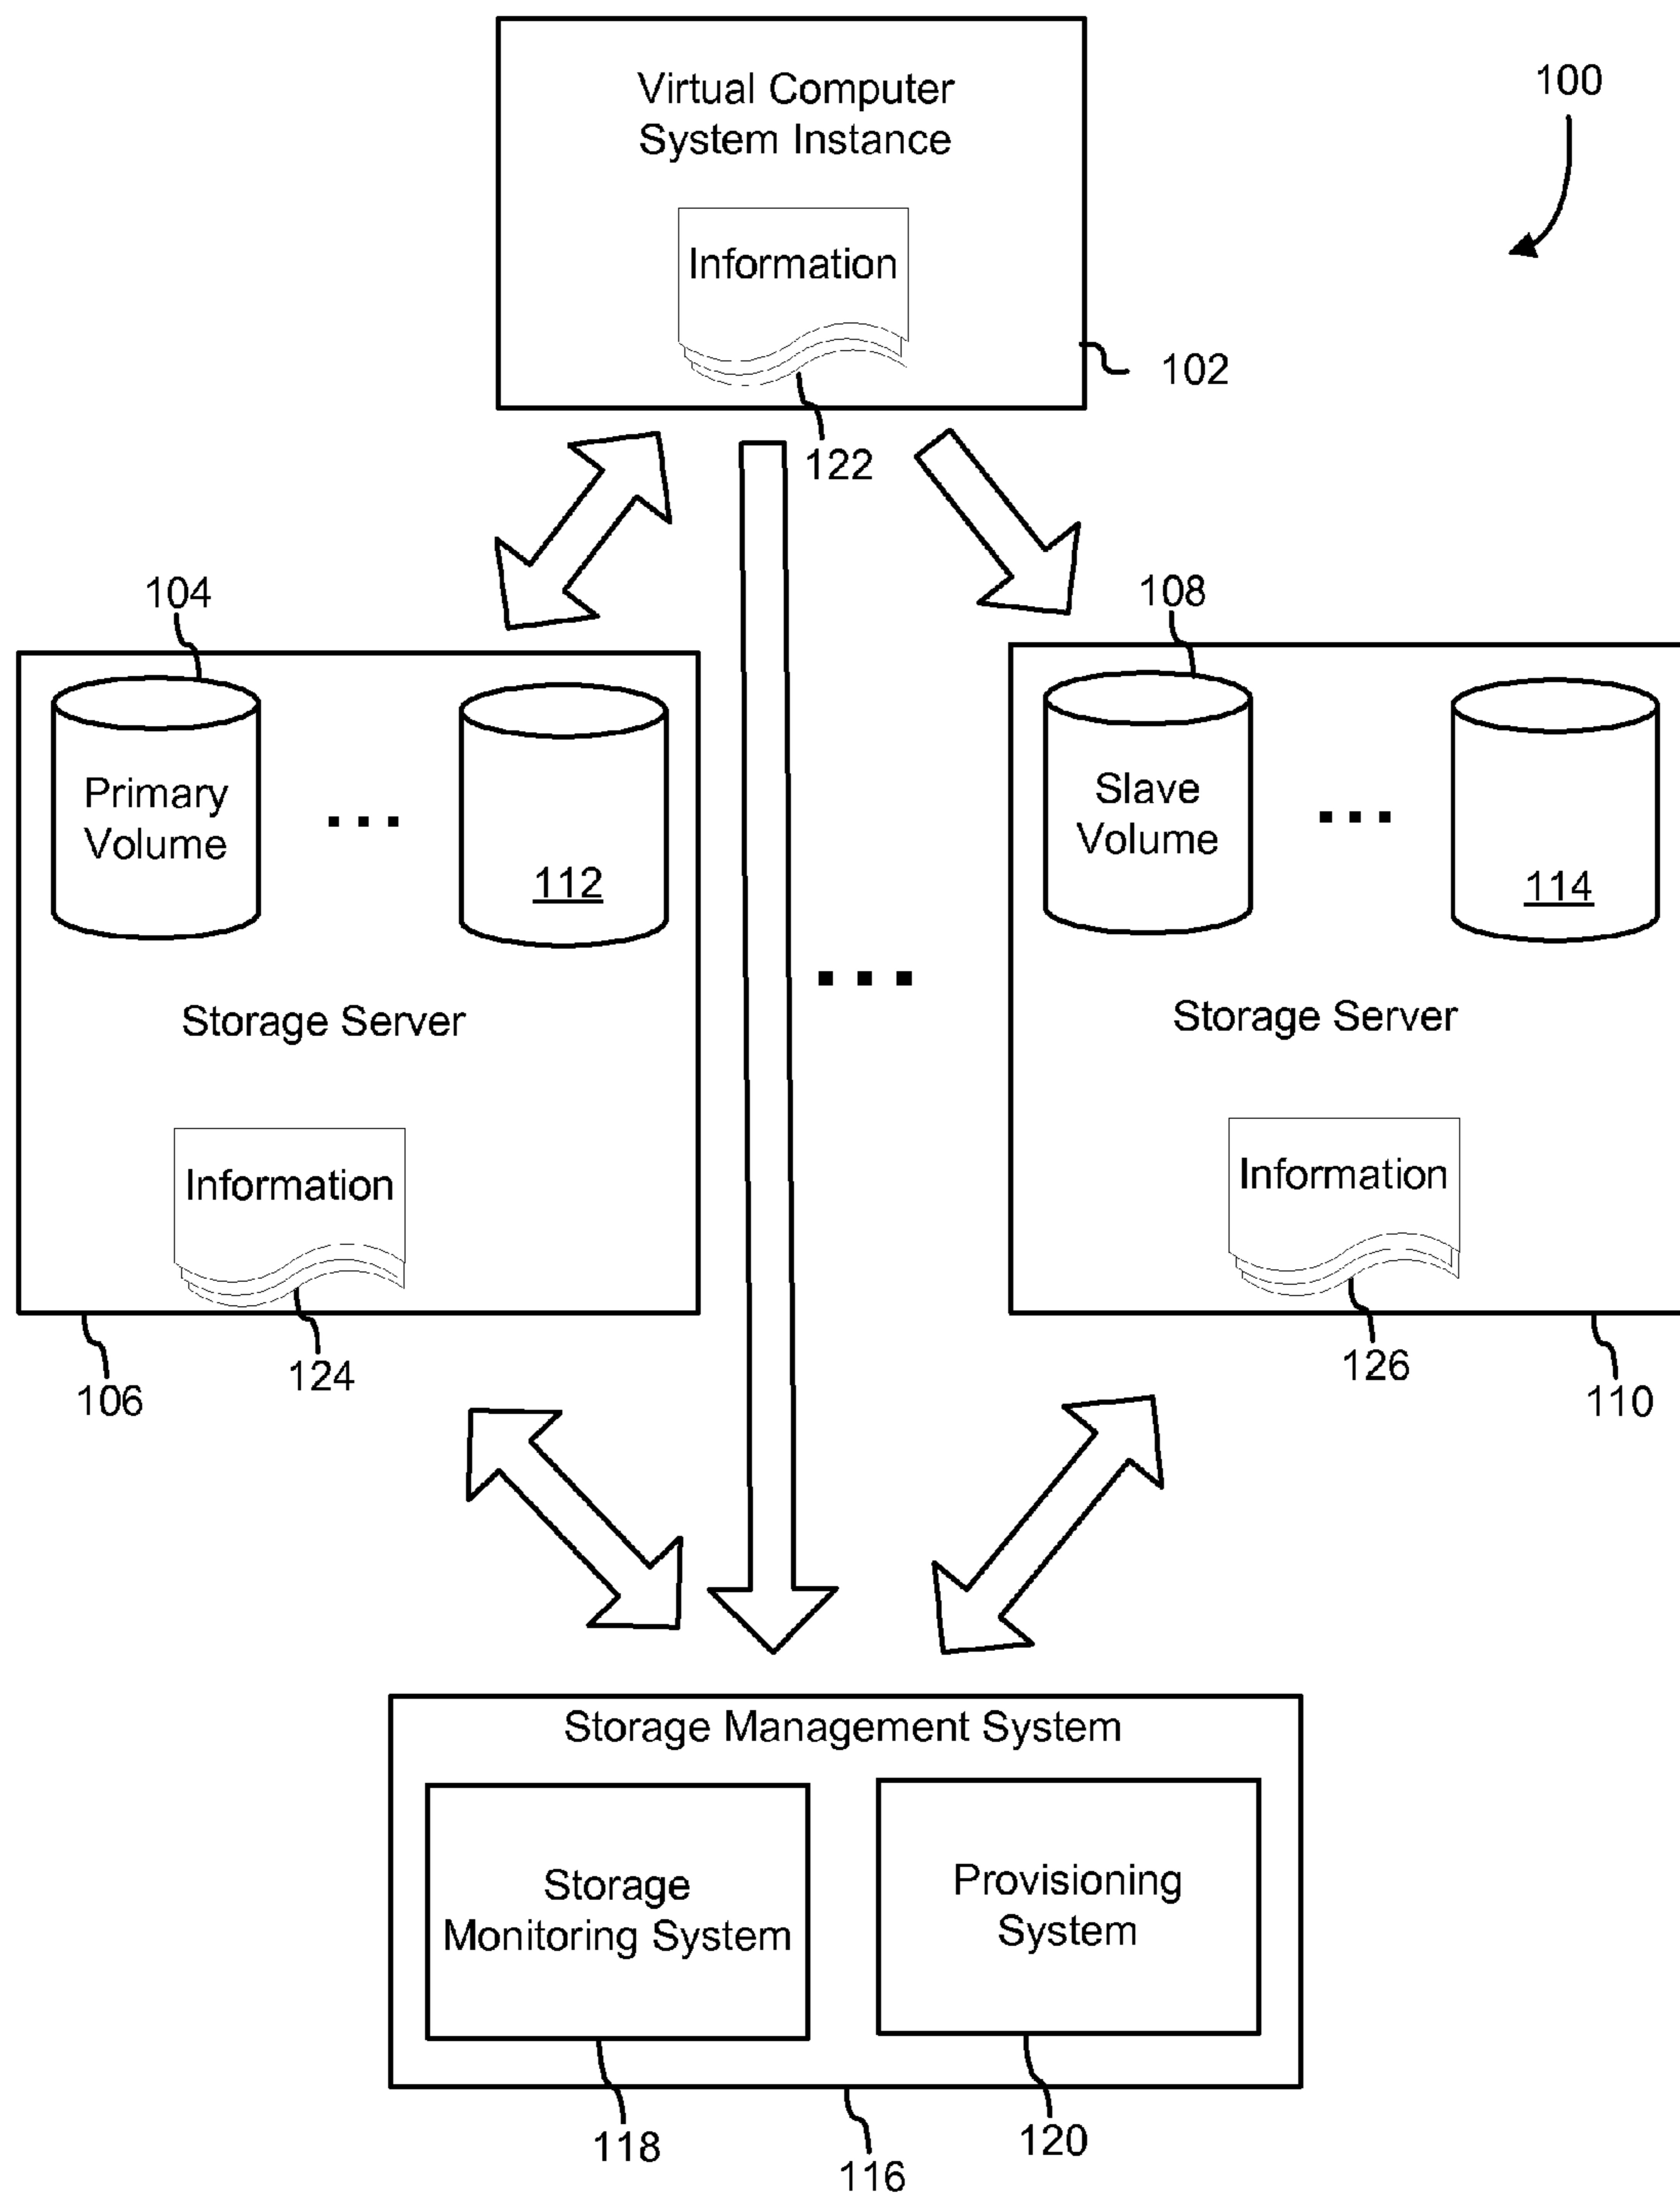 Virtual Computer
System Instance
100
Information
102
122
104
108
Primary
Volume
...
112
Slave
Volume
...
114
...
Storage Server
Storage Server
Information
Information
124
126
106
110
Storage Management System
Storage
Monitoring System
Provisioning
System
118
120
116